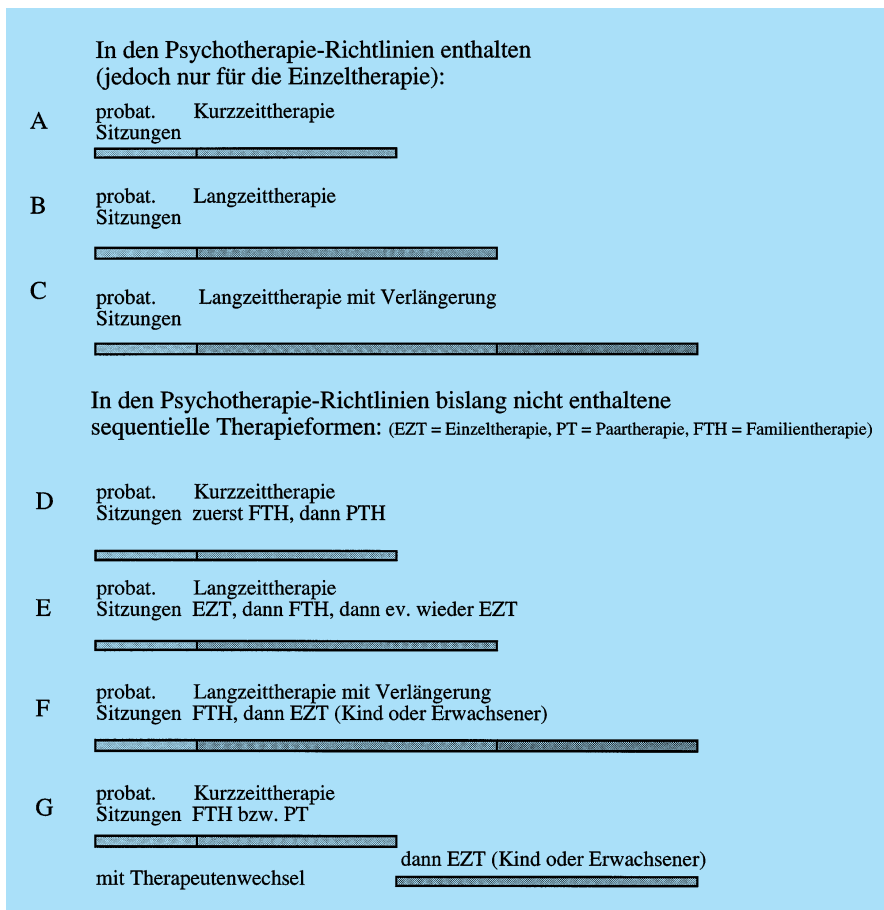 In den Psychotherapie-Richtlinien enthalten
(jedoch nur für die Einzeltherapie):
A
probat. Kurzzeittherapie
Sitzungen
B
probat. Langzeittherapie
Sitzungen
C
probat. Langzeittherapie mit Verlängerung
Sitzungen
In den Psychotherapie-Richtlinien bislang nicht enthaltene
sequentielle Therapieformen: (EZT = Einzeltherapie, PT = Paartherapie, FTH = Familientherapie)
D
probat. Kurzzeittherapie
Sitzungen zuerst FTH, dann PTH
E
probat. Langzeittherapie
Sitzungen EZT, dann FTH, dann ev. wieder EZT
F
probat. Langzeittherapie mit Verlängerung
Sitzungen FTH, dann EZT (Kind oder Erwachsener)
G
probat. Kurzzeittherapie
Sitzungen FTH bzw. PT
dann EZT (Kind oder Erwachsener)
mit Therapeutenwechsel